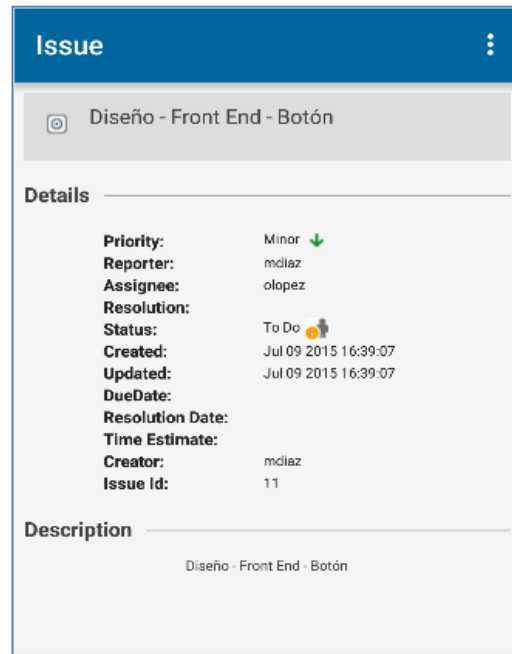 Issue
Diseño - Front End - Botón
Details
Priority: Minor
Reporter: mdiaz
Assignee: olopez
Resolution:
Status: To Do
Created: Jul 09 2015 16:39:07
Updated: Jul 09 2015 16:39:07
DueDate:
Resolution Date:
Time Estimate:
Creator: mdiaz
Issue Id: 11
Description
Diseño - Front End - Botón